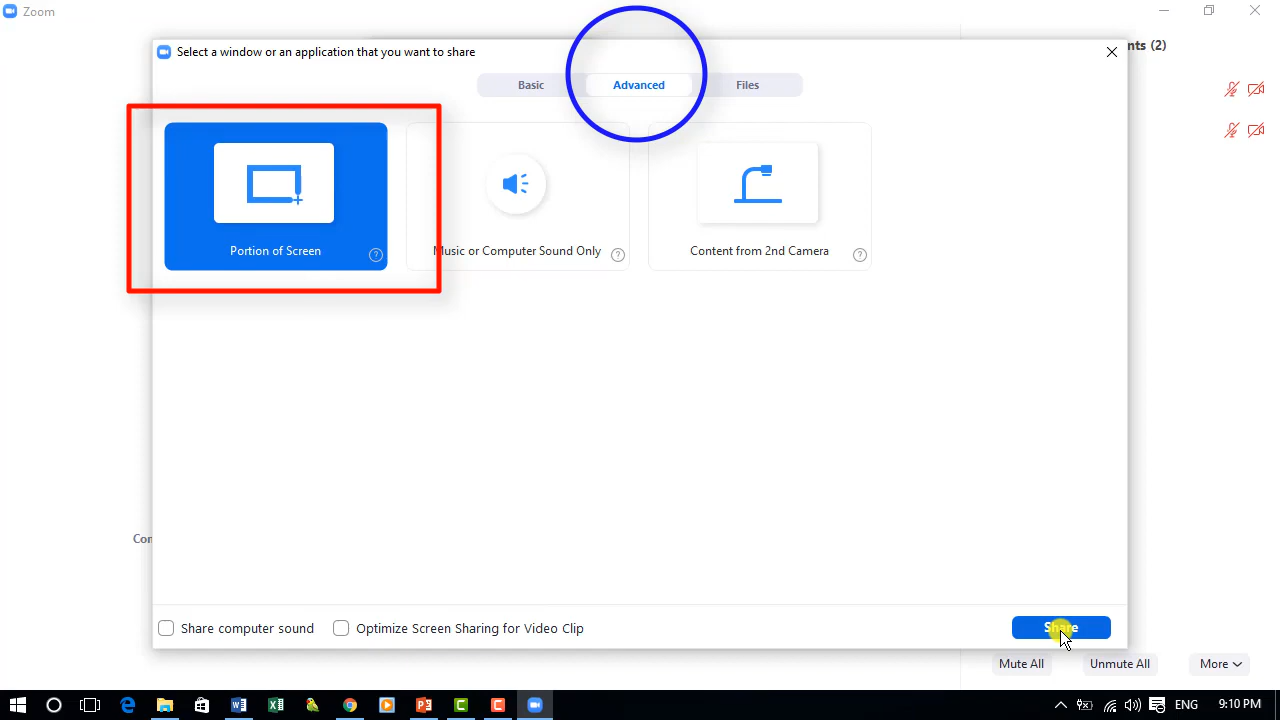 Zoom
nts (2)
Select a window or an application that you want to share
Basic
Advanced
Files
Portion of Screen
?
Music or Computer Sound Only
?
Content from 2nd Camera
?
Con
Share computer sound
Optimize Screen Sharing for Video Clip
Share
Mute All
Unmute All
More
ENG
9:10 PM